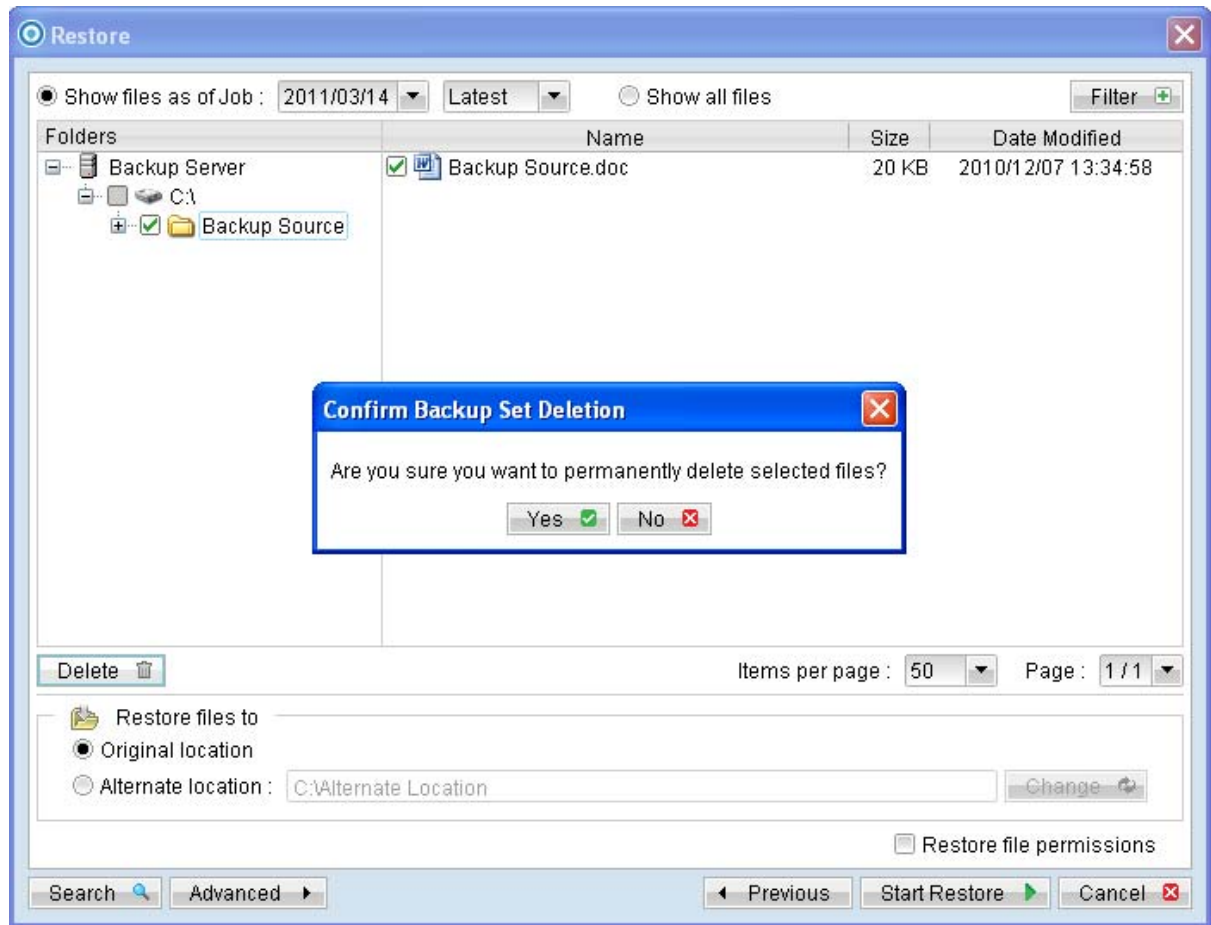 Restore
Show files as of Job : 2011/03/14 Latest Show all files Filter
Folders Name Size Date Modified
Backup Server Backup Source.doc 20 KB 2010/12/07 13:34:58
C:\
Backup Source
Confirm Backup Set Deletion
Are you sure you want to permanently delete selected files?
Yes No
Delete Items per page : 50 Page : 1 / 1
Restore files to
Original location
Alternate location : C:\Alternate Location Change
Restore file permissions
Search Advanced Previous Start Restore Cancel